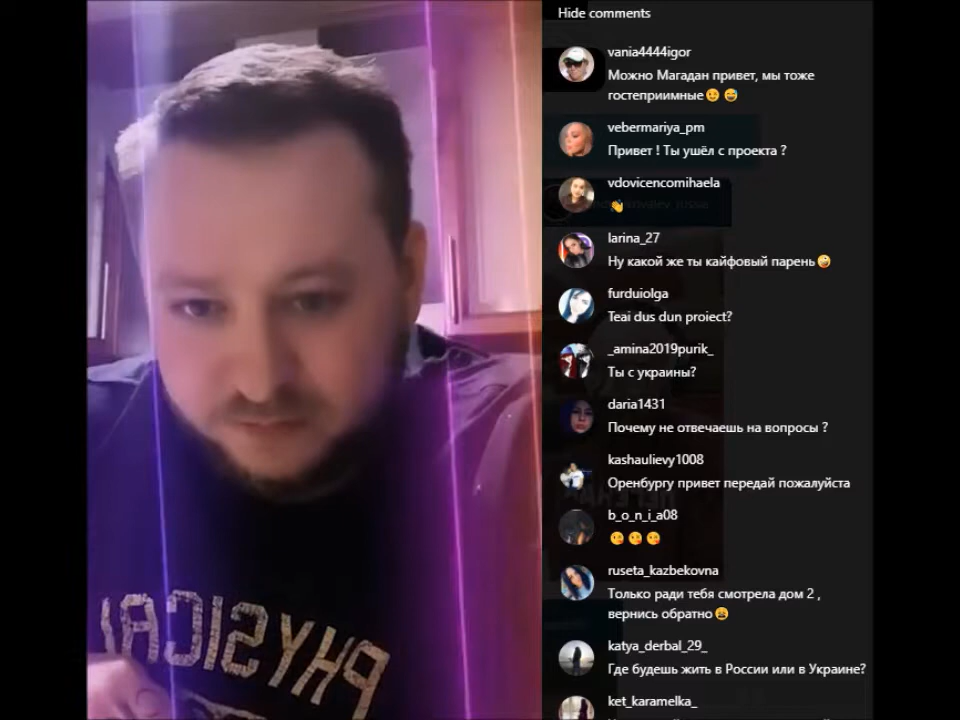 Hide comments
vania4444igor
Можно Магадан привет, мы тоже
гостеприимные😉😅
vebermariya_pm
Привет ! Ты ушёл с проекта ?
vdovicencomihaela
👏
larina_27
Ну какой же ты кайфовый парень🤪
furduiolga
Teai dus dun proiect?
_amina2019purik_
Ты с украины?
daria1431
Почему не отвечаешь на вопросы ?
kashaulievy1008
Оренбургу привет передай пожалуйста
b_o_n_i_a08
😘😘😘
ruseta_kazbekovna
Только ради тебя смотрела дом 2 ,
вернись обратно😫
katya_derbal_29_
Где будешь жить в России или в Украине?
ket_karamelka_
PHYSICAL